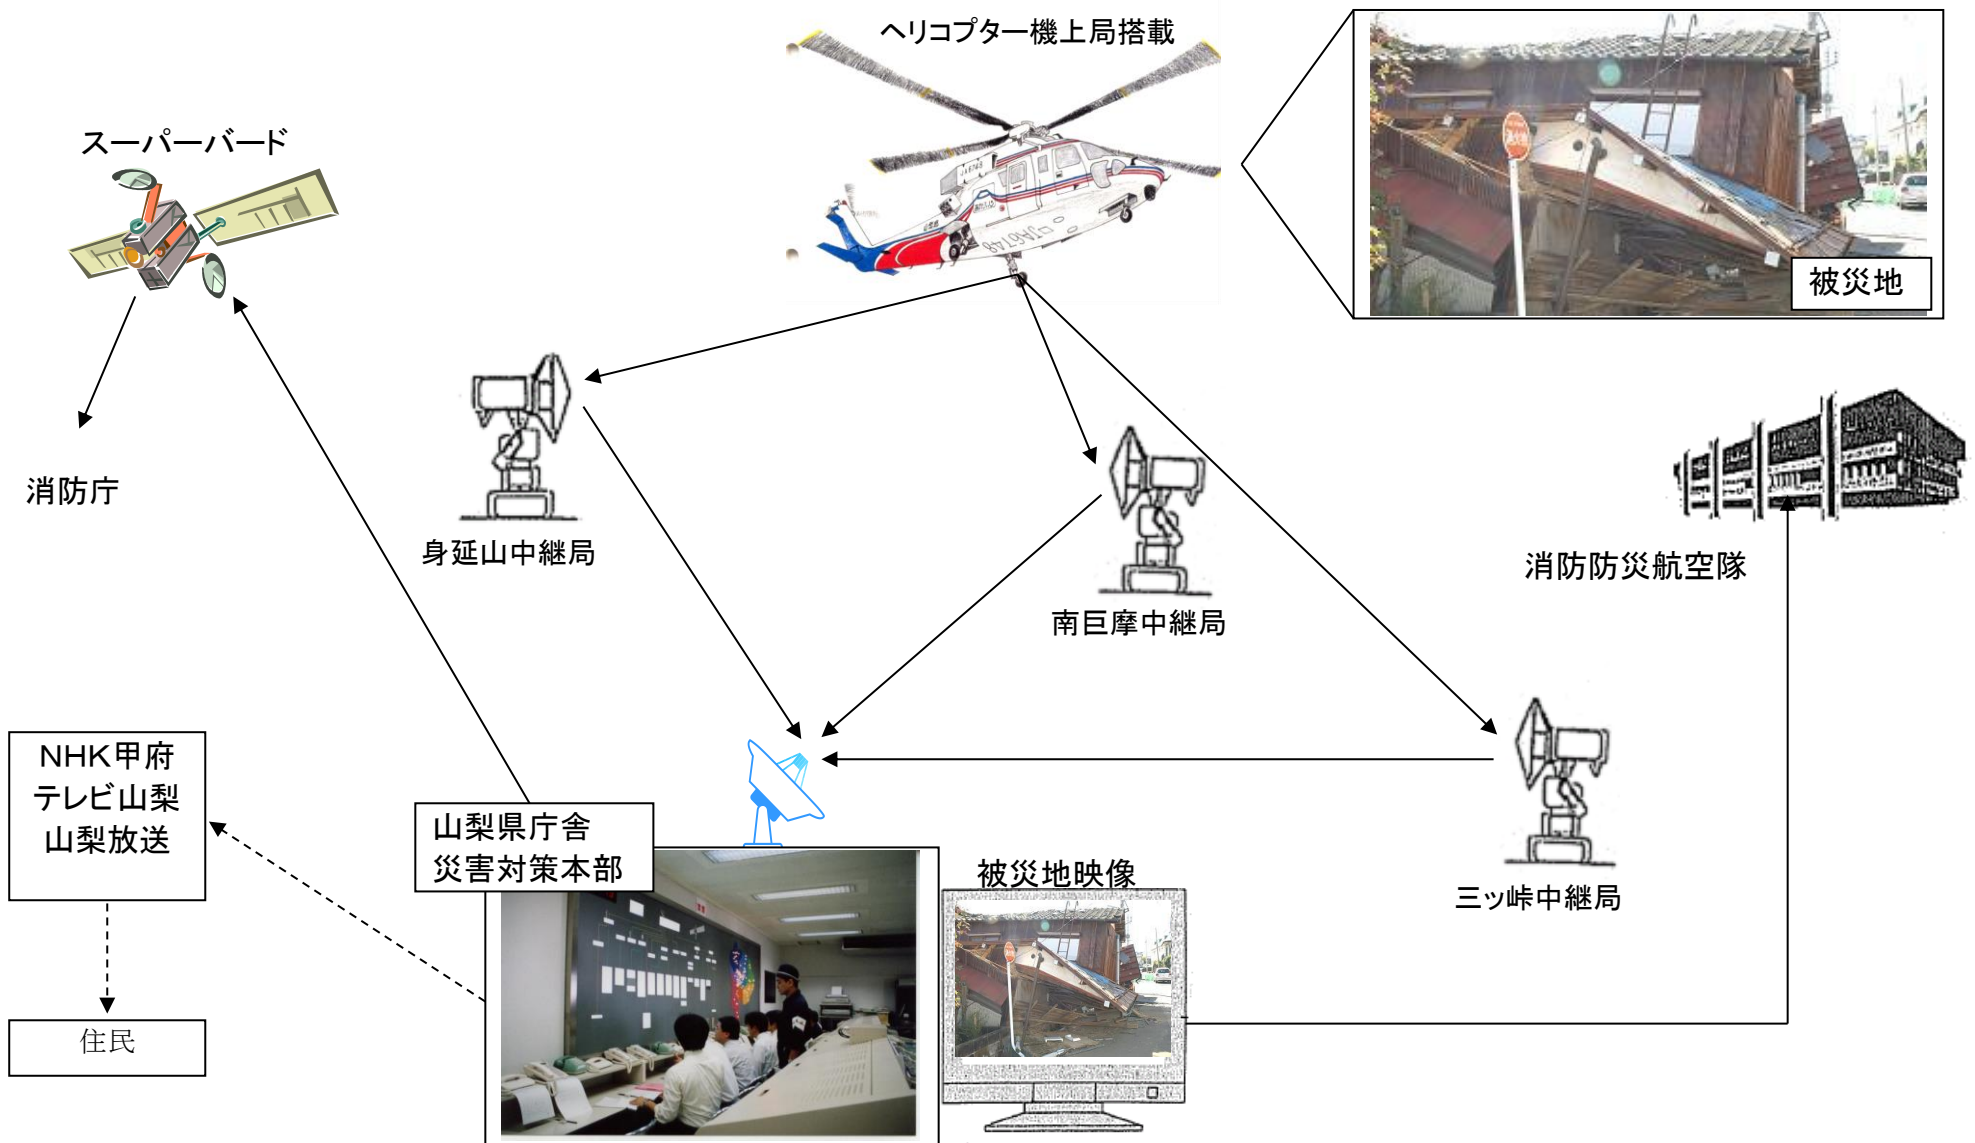 ヘリコプター機上局搭載
スーパーバード
被災地
消防庁
身延山中継局
南巨摩中継局
消防防災航空隊
NHK甲府
テレビ山梨
山梨放送
山梨県庁舎
災害対策本部
被災地映像
三ッ峠中継局
住民
JA6748